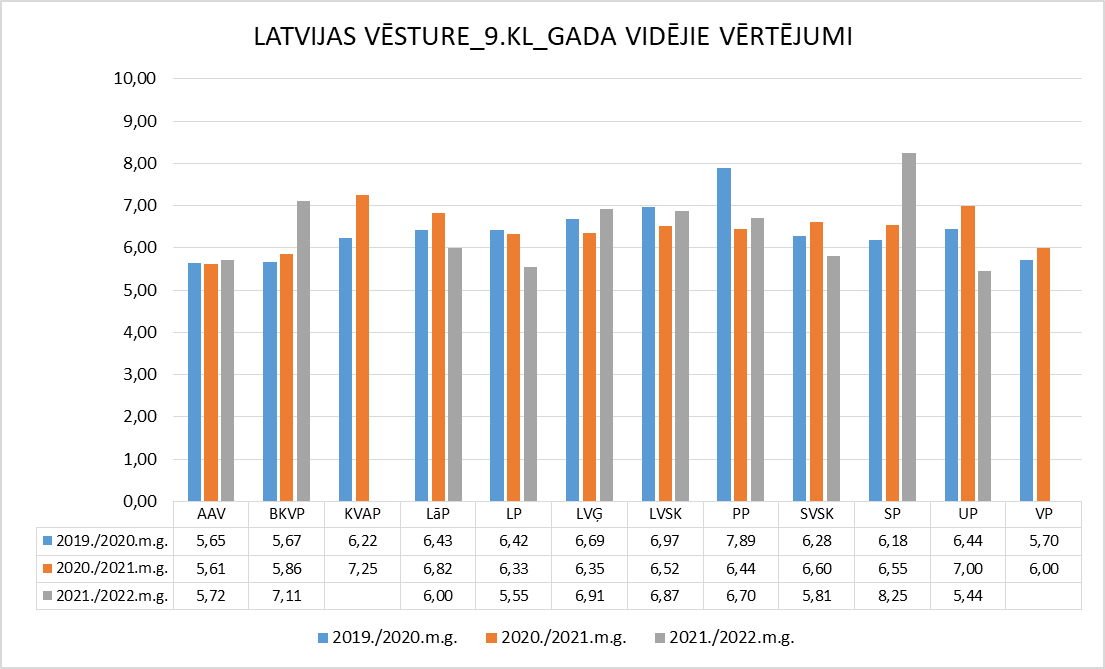 LATVIJAS VĒSTURE_9.KL_GADA VIDĒJIE VĒRTĒJUMI
10,00
9,00
8,00
7,00
6,00
5,00
4,00
3,00
2,00
1,00
0,00
AAV BKVP KVAP LāP LP LVĢ LVSK PP SVSK SP UP VP
2019./2020.m.g. 5,65 5,67 6,22 6,43 6,42 6,69 6,97 7,89 6,28 6,18 6,44 5,70
2020./2021.m.g. 5,61 5,86 7,25 6,82 6,33 6,35 6,52 6,44 6,60 6,55 7,00 6,00
2021./2022.m.g. 5,72 7,11 6,00 5,55 6,91 6,87 6,70 5,81 8,25 5,44
2019./2020.m.g. 2020./2021.m.g. 2021./2022.m.g.